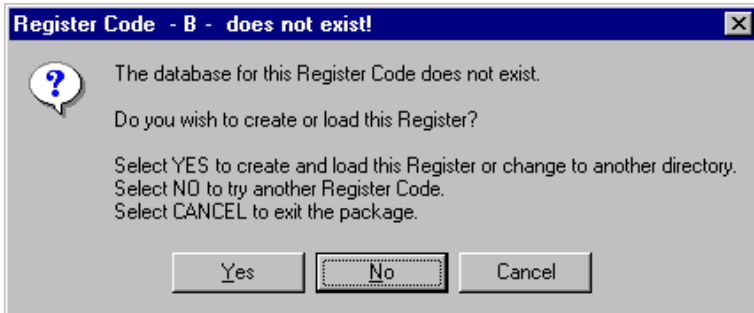 Register Code - B - does not exist!
The database for this Register Code does not exist.
Do you wish to create or load this Register?
Select YES to create and load this Register or change to another directory.
Select NO to try another Register Code.
Select CANCEL to exit the package.
Yes
No
Cancel